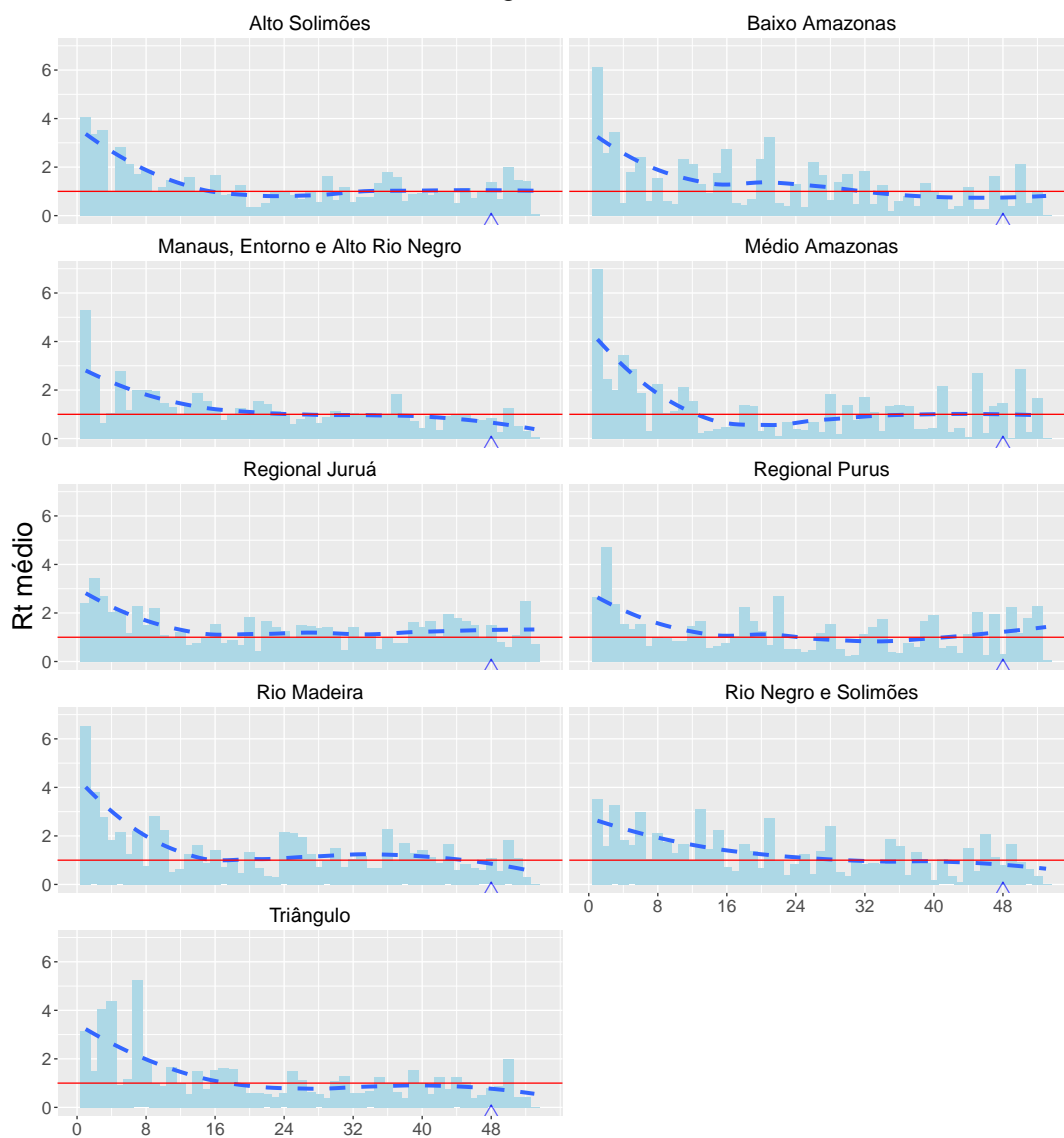 Alto Solimões
Baixo Amazonas
6
4
2
0
Manaus, Entorno e Alto Rio Negro
Médio Amazonas
6
4
2
0
Regional Juruá
Regional Purus
6
4
2
0
Rt médio
Rio Madeira
Rio Negro e Solimões
6
4
2
0
0 8 16 24 32 40 48
Triângulo
6
4
2
0
0 8 16 24 32 40 48